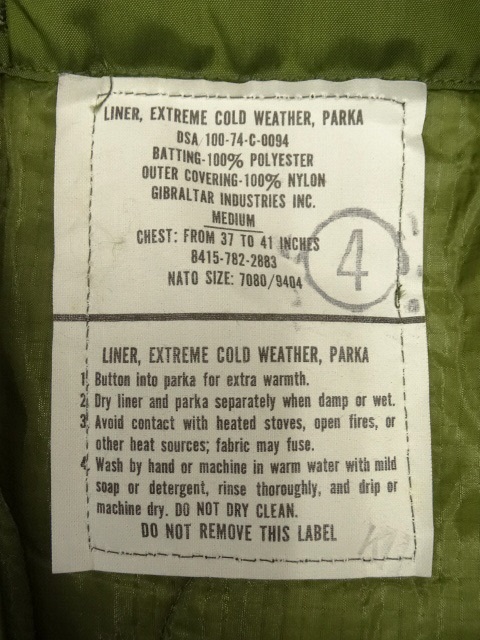 LINER, EXTREME COLD WEATHER, PARKA
DSA 100-74-C-0094
BATTING-100% POLYESTER
OUTER COVERING-100% NYLON
GIBRALTAR INDUSTRIES INC.
MEDIUM
CHEST: FROM 37 TO 41 INCHES
8415-782-2883
NATO SIZE: 7080/9404
4
LINER, EXTREME COLD WEATHER, PARKA
1. Button into parka for extra warmth.
2. Dry liner and parka separately when damp or wet.
3. Avoid contact with heated stoves, open fires, or
other heat sources; fabric may fuse.
4. Wash by hand or machine in warm water with mild
soap or detergent, rinse thoroughly, and drip or
machine dry. DO NOT DRY CLEAN.
DO NOT REMOVE THIS LABEL